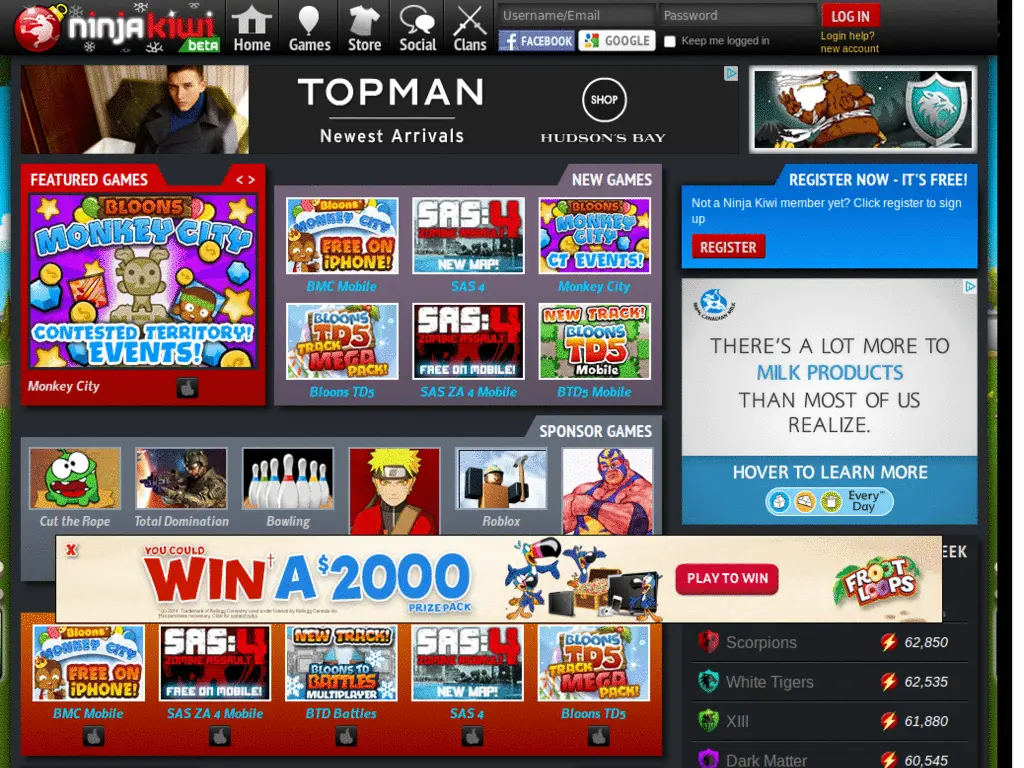 ninjakiwi
beta
Home
Games
Store
Social
Clans
Username/Email
Password
LOG IN
FACEBOOK
GOOGLE
Keep me logged in
Login help?
new account
TOPMAN
Newest Arrivals
SHOP
HUDSON'S BAY
FEATURED GAMES
< >
BLOONS
MONKEY CITY
CONTESTED TERRITORY!
EVENTS!
Monkey City
NEW GAMES
Bloons
MONKEY CITY
FREE ON
iPHONE!
BMC Mobile
SAS:4
ZOMBIE ASSAULT
NEW MAP!
SAS 4
BLOONS
MONKEY CITY
CT EVENTS!
Monkey City
BLOONS
TD5
TRACK
MEGA
PACK!
Bloons TD5
SAS:4
ZOMBIE ASSAULT
FREE ON MOBILE!
SAS ZA 4 Mobile
NEW TRACK!
BLOONS
TD5
Mobile
BTD5 Mobile
REGISTER NOW - IT'S FREE!
Not a Ninja Kiwi member yet? Click register to sign
up
REGISTER
THERE'S A LOT MORE TO
MILK PRODUCTS
THAN MOST OF US
REALIZE.
HOVER TO LEARN MORE
Every™
Day
SPONSOR GAMES
Cut the Rope
Total Domination
Bowling
Roblox
EEK
X
YOU COULD
WIN† A $2000
PRIZE PACK
PLAY TO WIN
FROOT
LOOPS
Bloons
MONKEY CITY
FREE ON
iPHONE!
BMC Mobile
SAS:4
ZOMBIE ASSAULT
FREE ON MOBILE!
SAS ZA 4 Mobile
NEW TRACK!
BLOONS TD
BATTLES
MULTIPLAYER
BTD Battles
SAS:4
ZOMBIE ASSAULT
NEW MAP!
SAS 4
BLOONS
TD5
TRACK
MEGA
PACK!
Bloons TD5
Scorpions
62,850
White Tigers
62,535
XIII
61,880
Dark Matter
60,545